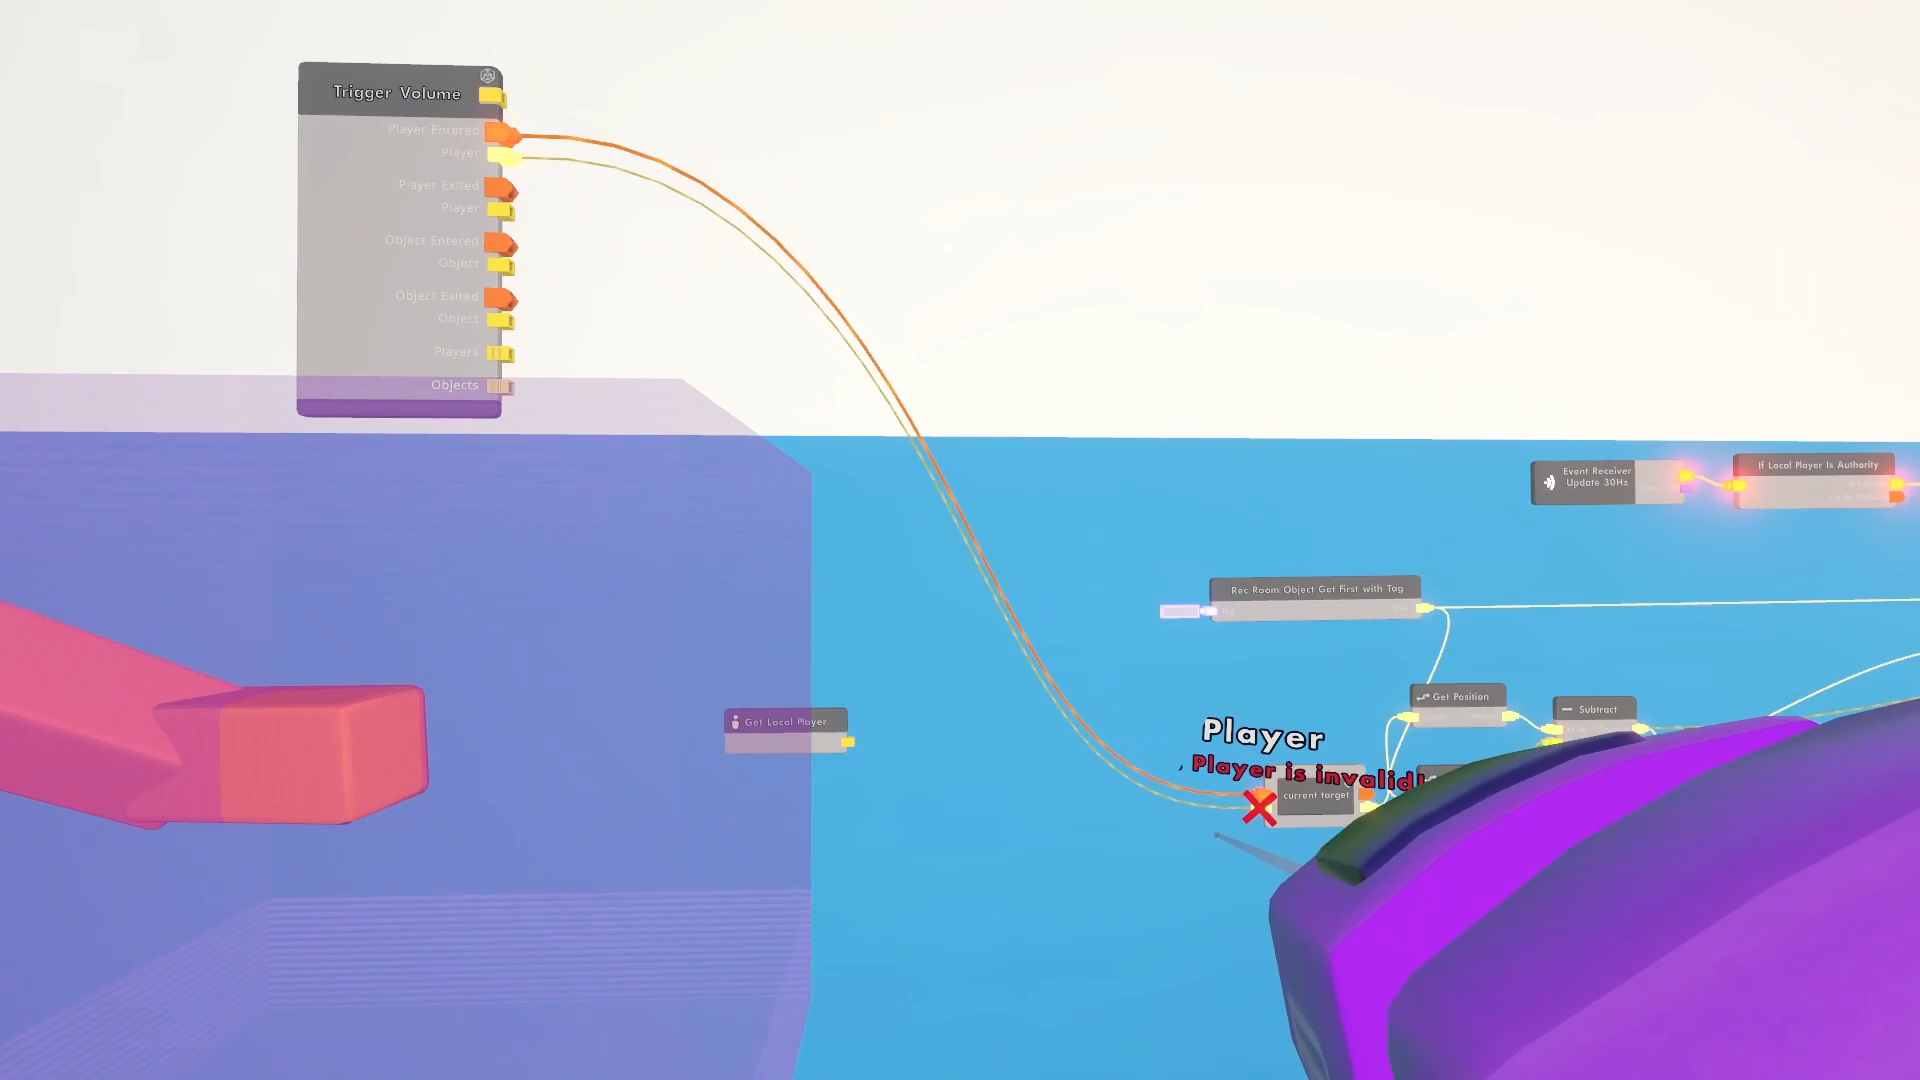 Trigger Volume
Player Entered
Player
Player Exited
Player
Object Entered
Object
Object Exited
Object
Players
Objects
Event Receiver
Update 30Hz
If Local Player Is Authority
Rec Room Object Get First with Tag
Tag
Get Position
Subtract
Get Local Player
Player
Player is invalid!
current target